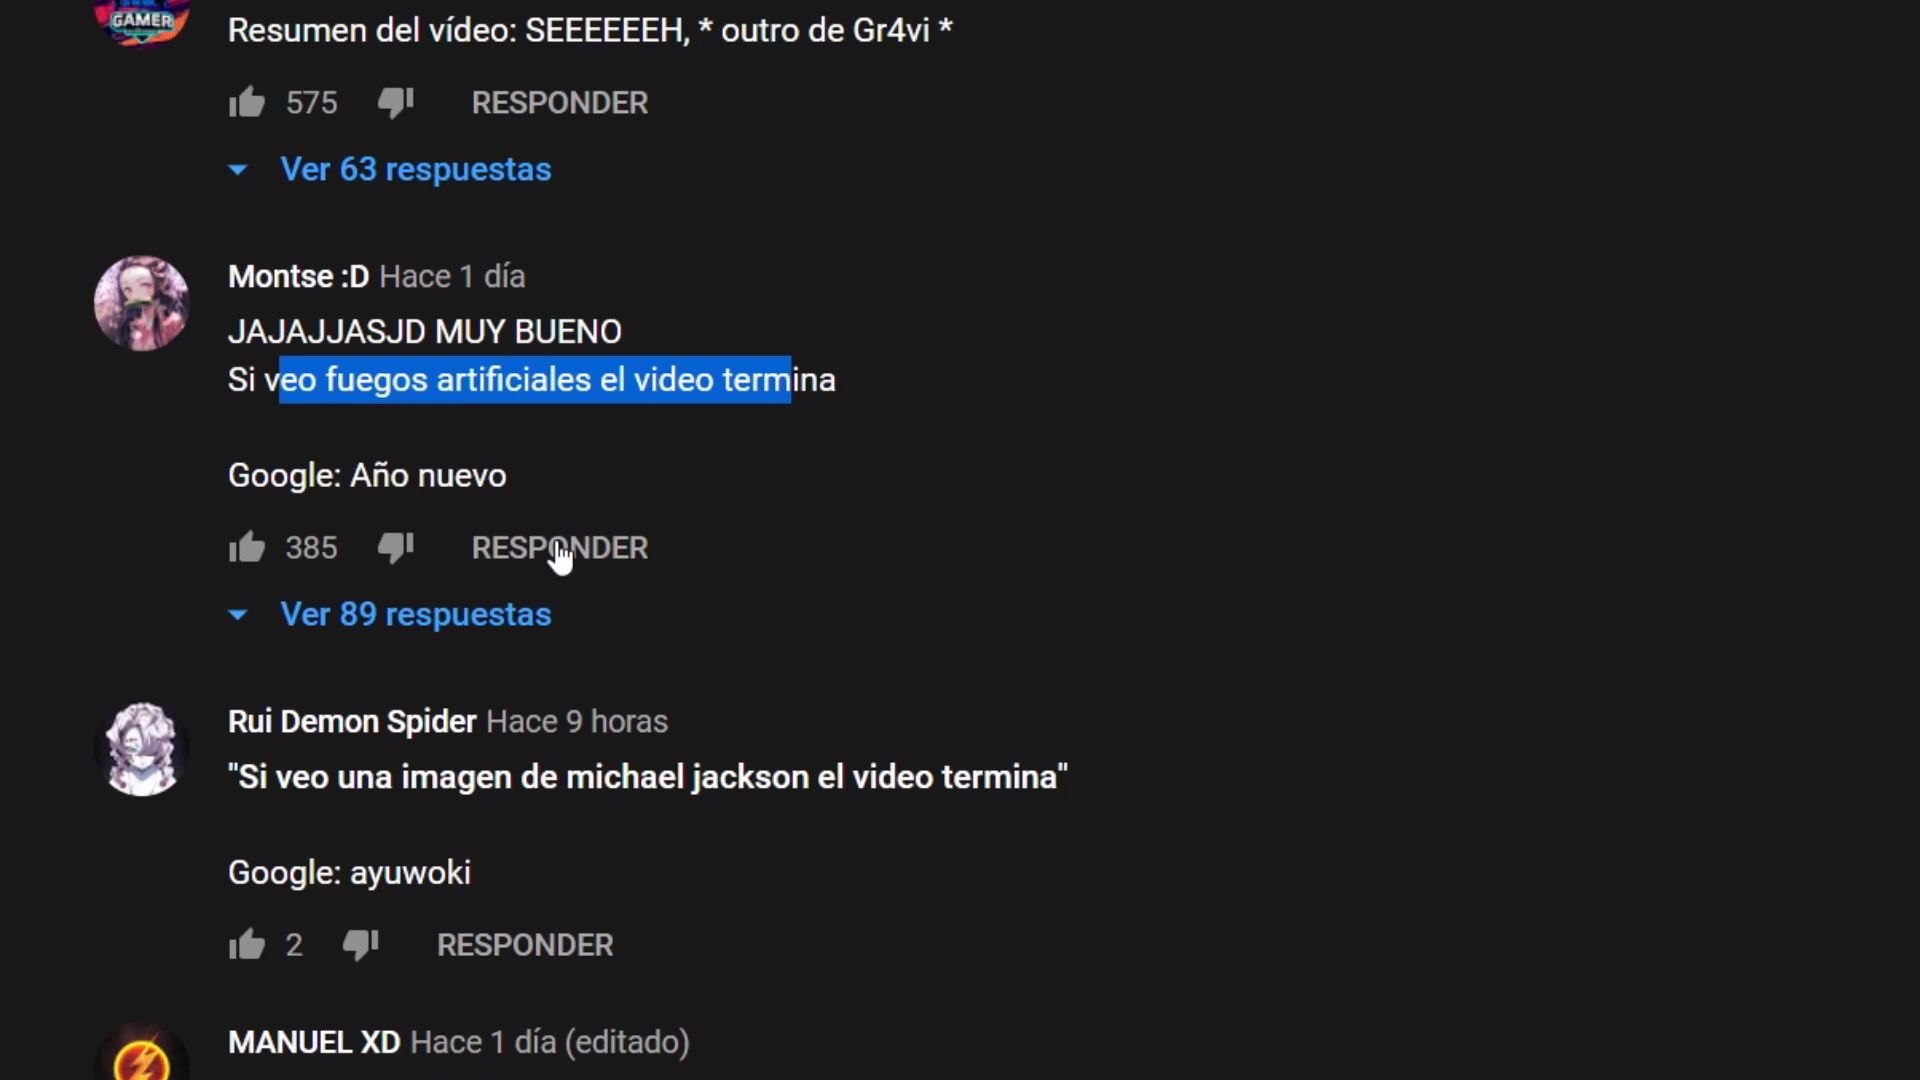 GAMER
Resumen del vídeo: SEEEEEEH, * outro de Gr4vi *
575 RESPONDER
Ver 63 respuestas
Montse :D Hace 1 día
JAJAJJASJD MUY BUENO
Si veo fuegos artificiales el video termina
Google: Año nuevo
385 RESPONDER
Ver 89 respuestas
Rui Demon Spider Hace 9 horas
"Si veo una imagen de michael jackson el video termina"
Google: ayuwoki
2 RESPONDER
MANUEL XD Hace 1 día (editado)